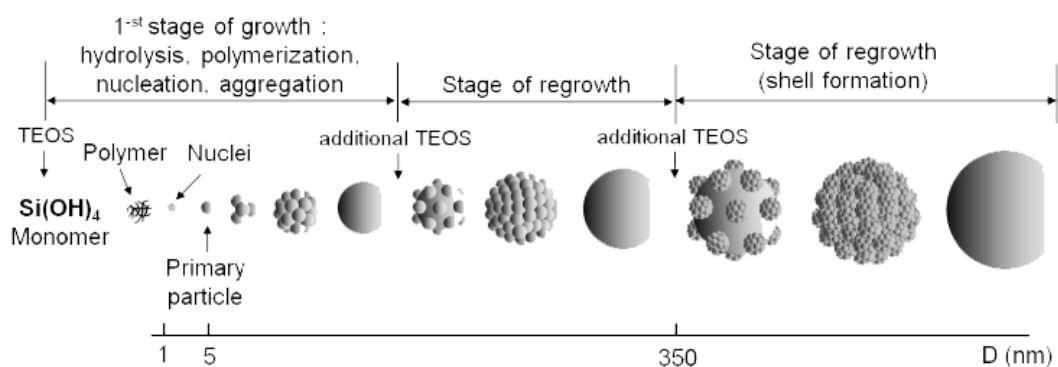 1-st stage of growth :
hydrolysis, polymerization,
nucleation, aggregation
Stage of regrowth
Stage of regrowth
(shell formation)
TEOS
additional TEOS
additional TEOS
Polymer
Nuclei
Si(OH)4
Monomer
Primary
particle
1
5
350
D (nm)